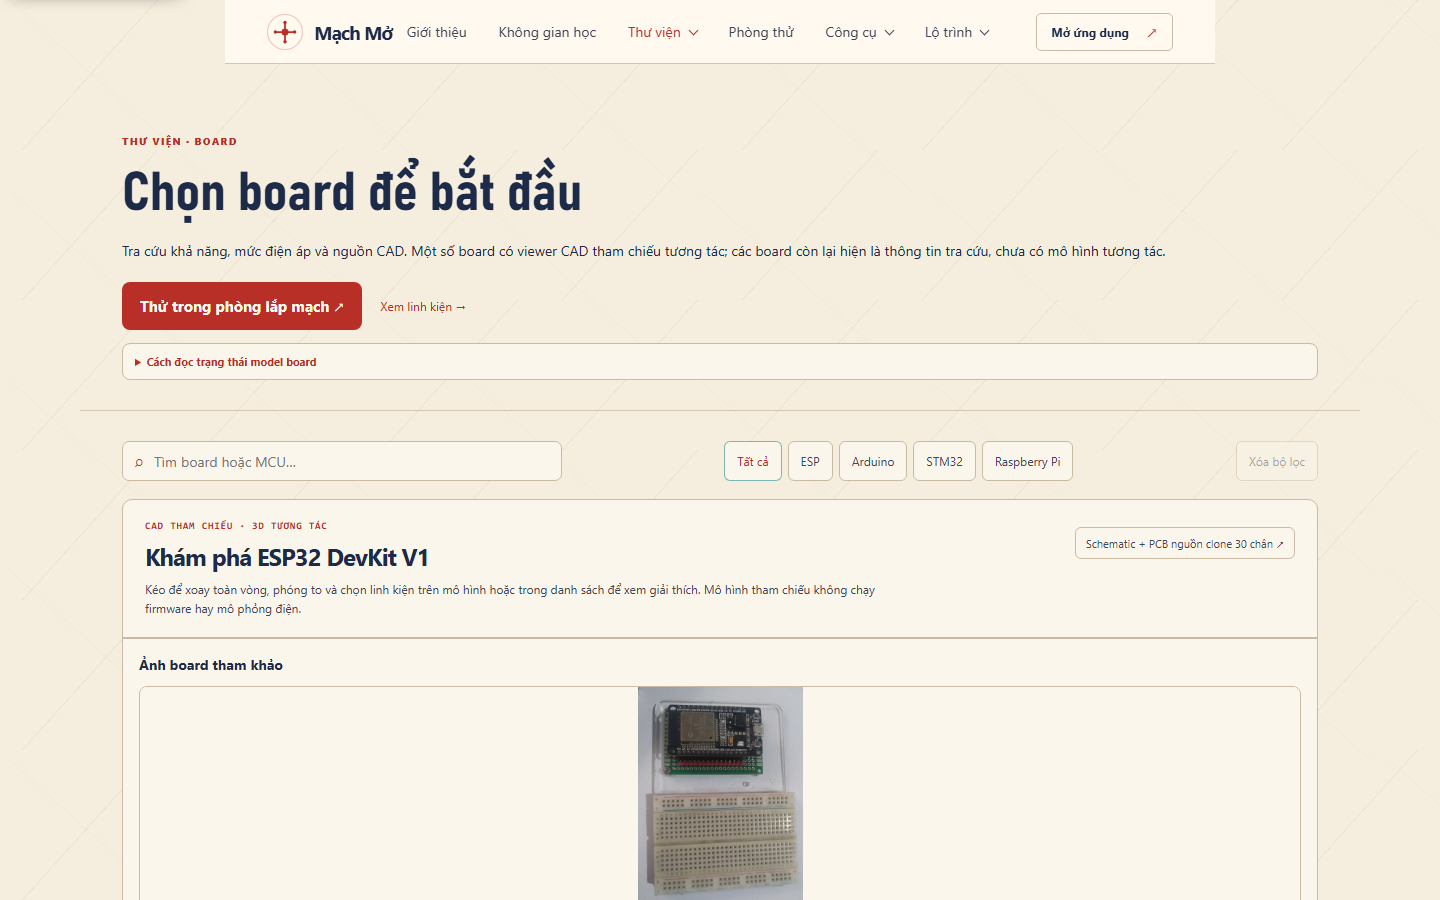 Mạch Mở
Giới thiệu
Không gian học
Thư viện
Phòng thử
Công cụ
Lộ trình
Mở ứng dụng ↗
THƯ VIỆN · BOARD
Chọn board để bắt đầu
Tra cứu khả năng, mức điện áp và nguồn CAD. Một số board có viewer CAD tham chiếu tương tác; các board còn lại hiện là thông tin tra cứu, chưa có mô hình tương tác.
Thử trong phòng lắp mạch ↗
Xem linh kiện →
Cách đọc trạng thái model board
Tìm board hoặc MCU...
Tất cả
ESP
Arduino
STM32
Raspberry Pi
Xóa bộ lọc
CAD THAM CHIẾU · 3D TƯƠNG TÁC
Khám phá ESP32 DevKit V1
Schematic + PCB nguồn clone 30 chân ↗
Kéo để xoay toàn vòng, phóng to và chọn linh kiện trên mô hình hoặc trong danh sách để xem giải thích. Mô hình tham chiếu không chạy
firmware hay mô phỏng điện.
Ảnh board tham khảo